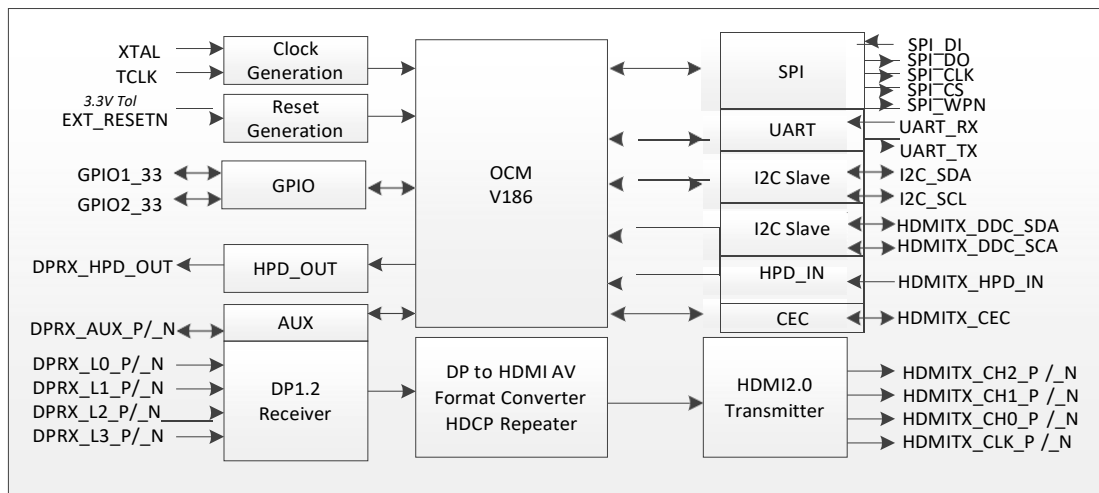 XTAL
TCLK
3.3V Tol
EXT_RESETN
GPIO1_33
GPIO2_33
DPRX_HPD_OUT
DPRX_AUX_P/_N
DPRX_L0_P/_N
DPRX_L1_P/_N
DPRX_L2_P/_N
DPRX_L3_P/_N
Clock
Generation
Reset
Generation
GPIO
HPD_OUT
AUX
DP1.2
Receiver
OCM
V186
DP to HDMI AV
Format Converter
HDCP Repeater
SPI
UART
I2C Slave
I2C Slave
HPD_IN
CEC
HDMI2.0
Transmitter
SPI_DI
SPI_DO
SPI_CLK
SPI_CS
SPI_WPN
UART_RX
UART_TX
I2C_SDA
I2C_SCL
HDMITX_DDC_SDA
HDMITX_DDC_SCA
HDMITX_HPD_IN
HDMITX_CEC
HDMITX_CH2_P /_N
HDMITX_CH1_P /_N
HDMITX_CH0_P /_N
HDMITX_CLK_P /_N